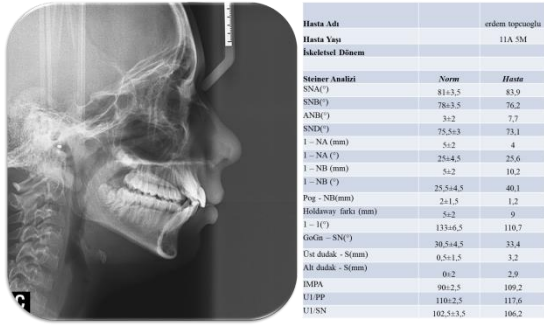 Hasta Adı erdem topcuoglu
Hasta Yaşı 11A 5M
İskeletsel Dönem
Steiner Analizi Norm Hasta
SNA(°) 81±3,5 83,9
SNB(°) 78±3.5 76,2
ANB(°) 3±2 7,7
SND(°) 75,5±3 73,1
1 – NA (mm) 5±2 4
1 – NA (°) 25±4,5 25,6
1 – NB (mm) 5±2 10,2
1 – NB (°) 25,5±4,5 40,1
Pog - NB(mm) 2±1,5 1,2
Holdaway farkı (mm) 5±2 9
1 – 1(°) 133±6,5 110,7
GoGn – SN(°) 30,5±4,5 33,4
Üst dudak - S(mm) 0,5±1,5 3,2
Alt dudak - S(mm) 0±2 2,9
IMPA 90±2,5 109,2
U1/PP 110±2,5 117,6
U1/SN 102,5±3,5 106,2
C